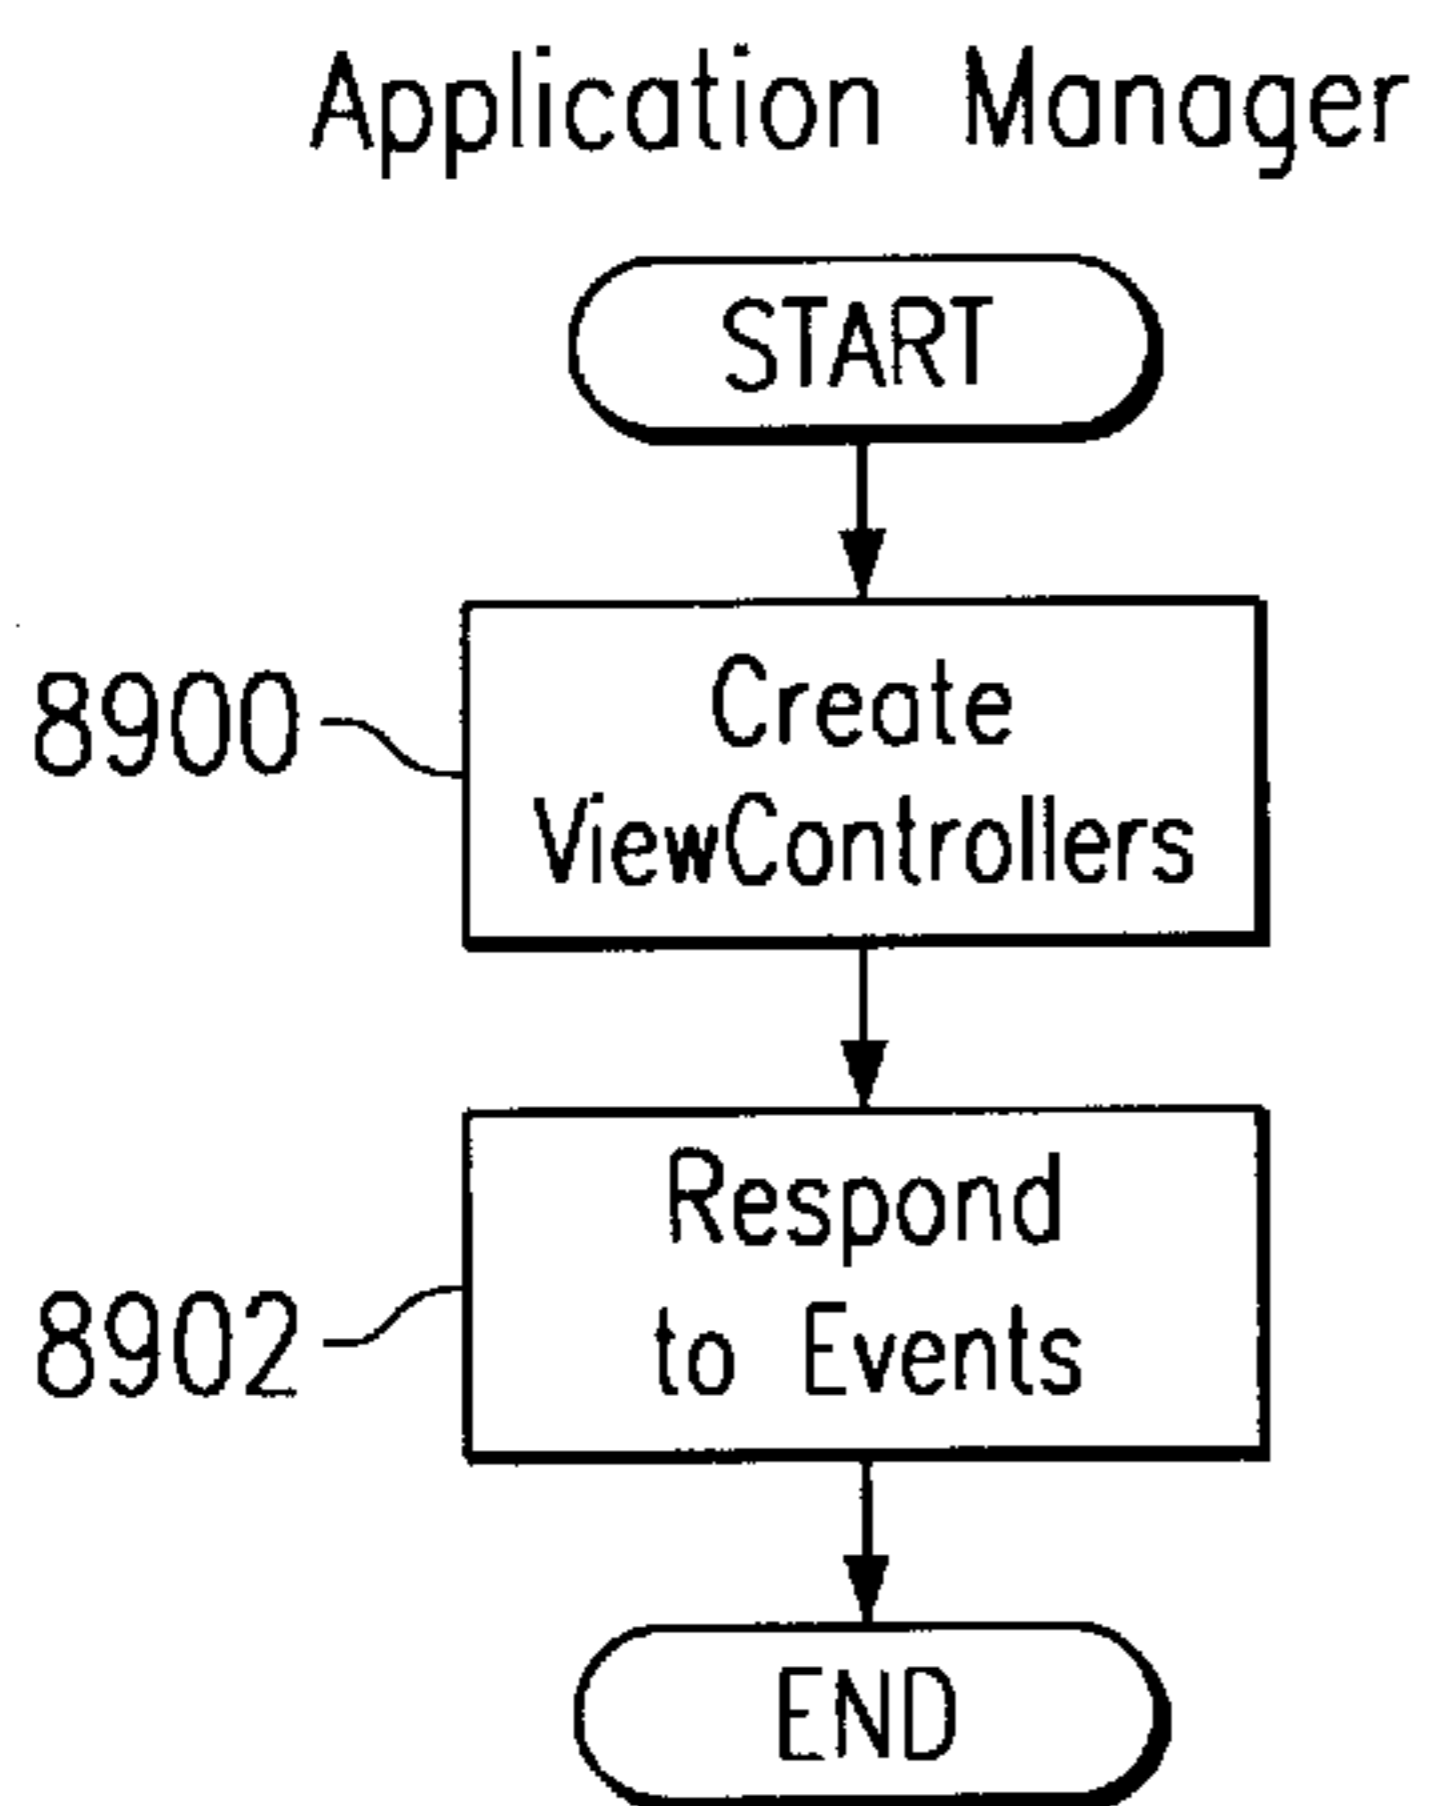 Application Manager
START
8900
Create
ViewControllers
Respond
to Events
8902
END